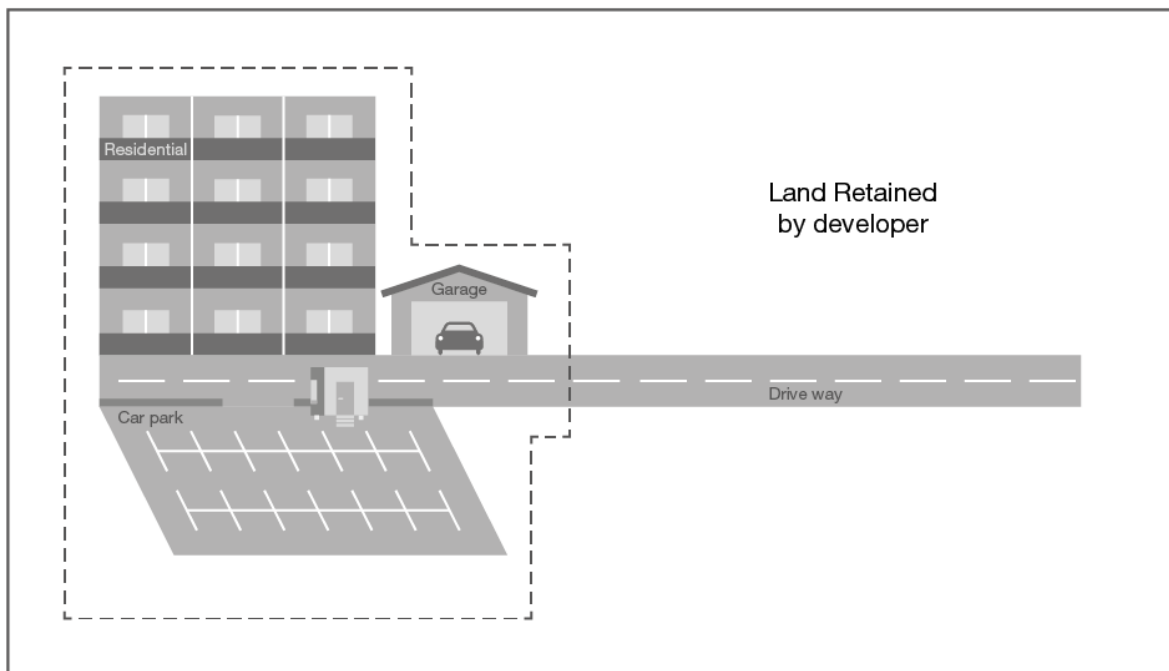 Residential
Land Retained
by developer
Garage
Drive way
Car park